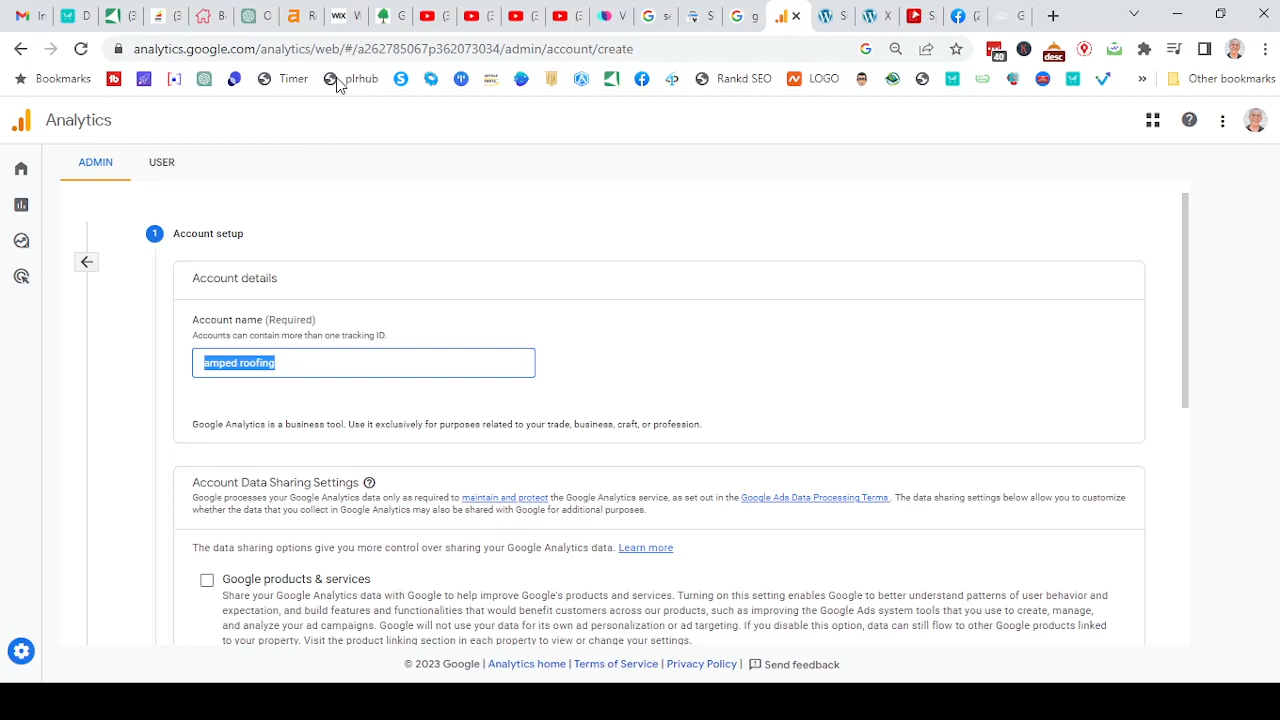 In
D
(3
(3
B
O
Ro
WIX
W
G
(3
(3
(3
(3
V
se
S
g
S
X
S
(2
G
analytics.google.com/analytics/web/#/a262785067p362073034/admin/account/create
40
desc
Bookmarks
Timer
plrhub
Rankd SEO
LOGO
»
Other bookmarks
Analytics
ADMIN
USER
1
Account setup
Account details
Account name (Required)
Accounts can contain more than one tracking ID.
amped roofing
Google Analytics is a business tool. Use it exclusively for purposes related to your trade, business, craft, or profession.
Account Data Sharing Settings
Google processes your Google Analytics data only as required to maintain and protect the Google Analytics service, as set out in the Google Ads Data Processing Terms . The data sharing settings below allow you to customize
whether the data that you collect in Google Analytics may also be shared with Google for additional purposes.
The data sharing options give you more control over sharing your Google Analytics data. Learn more
Google products & services
Share your Google Analytics data with Google to help improve Google's products and services. Turning on this setting enables Google to better understand patterns of user behavior and
expectation, and build features and functionalities that would benefit customers across our products, such as improving the Google Ads system tools that you use to create, manage,
and analyze your ad campaigns. Google will not use your data for its own ad personalization or ad targeting. If you disable this option, data can still flow to other Google products linked
to your property. Visit the product linking section in each property to view or change your settings.
© 2023 Google | Analytics home | Terms of Service | Privacy Policy | Send feedback